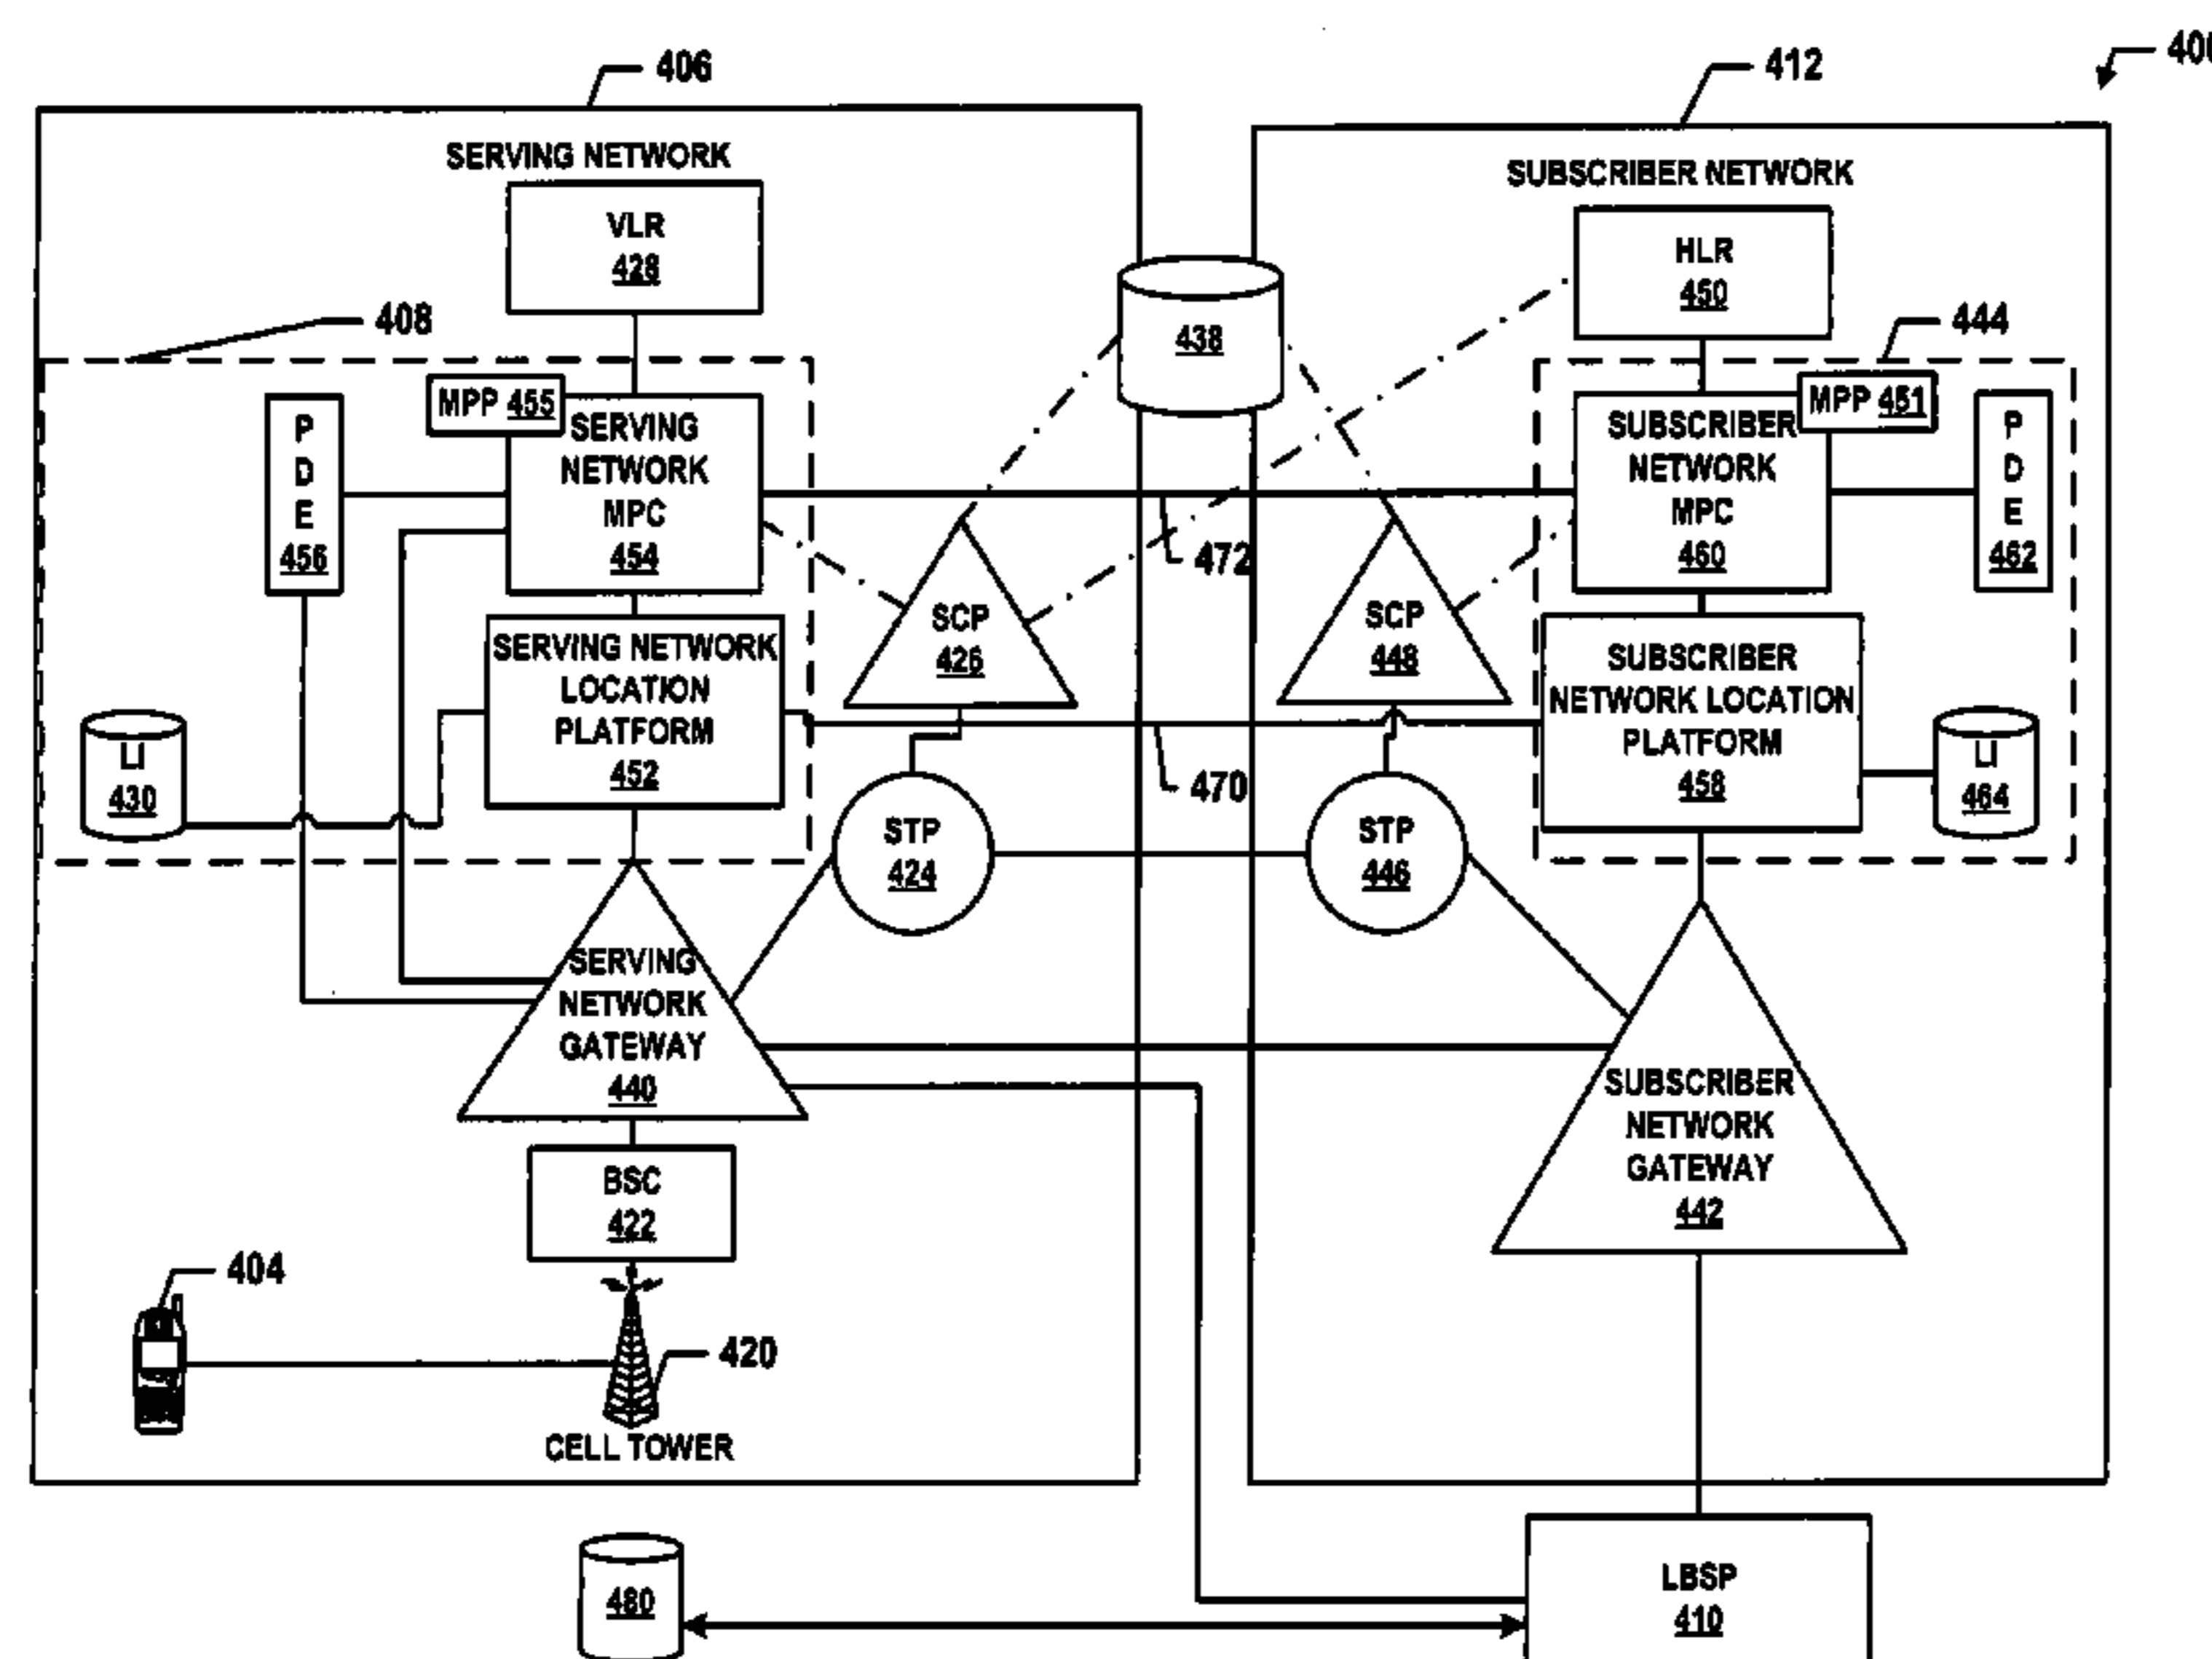 406
412
400
SERVING NETWORK
SUBSCRIBER NETWORK
VLR
428
HLR
450
438
408
444
MPP 455
MPP 451
P
D
E
456
SERVING
NETWORK
MPC
454
SUBSCRIBER
NETWORK
MPC
460
P
D
E
462
472
SCP
426
SCP
448
SERVING NETWORK
LOCATION
PLATFORM
452
SUBSCRIBER
NETWORK LOCATION
PLATFORM
458
LI
430
LI
464
470
STP
424
STP
446
SERVING
NETWORK
GATEWAY
440
SUBSCRIBER
NETWORK
GATEWAY
442
BSC
422
404
420
CELL TOWER
480
LBSP
410